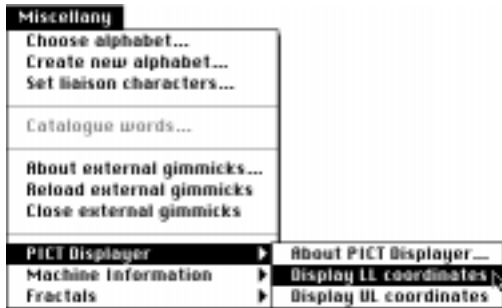 Miscellany
Choose alphabet...
Create new alphabet...
Set liaison characters...
Catalogue words...
About external gimmicks...
Reload external gimmicks
Close external gimmicks
PICT Displayer
About PICT Displayer...
Machine Information
Display LL coordinates
Fractals
Display UL coordinates